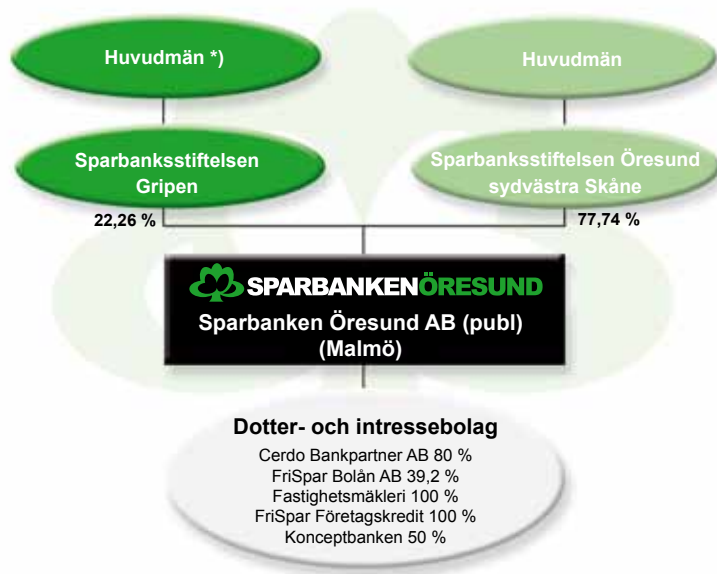 Huvudmän *)
Huvudmän
Sparbanksstiftelsen
Gripen
Sparbanksstiftelsen Öresund
sydvästra Skåne
22,26 %
77,74 %
SPARBANKENÖRESUND
Sparbanken Öresund AB (publ)
(Malmö)
Dotter- och intressebolag
Cerdo Bankpartner AB 80 %
FriSpar Bolån AB 39,2 %
Fastighetsmäkleri 100 %
FriSpar Företagskredit 100 %
Konceptbanken 50 %